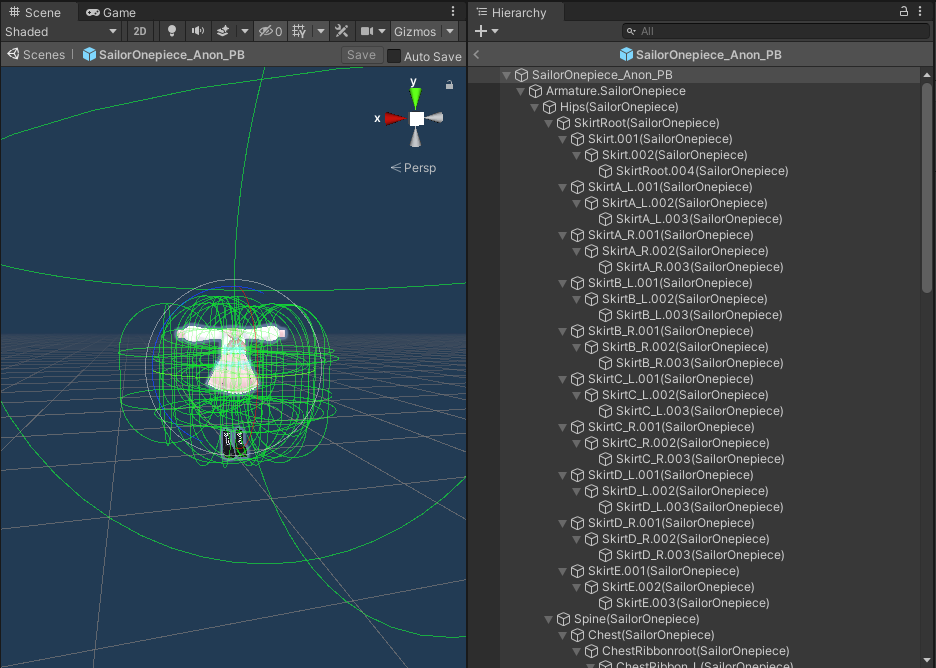 Scene
Game
Shaded
2D
0
Gizmos
Scenes
SailorOnepiece_Anon_PB
Save
Auto Save
y
x
Persp
Hierarchy
All
SailorOnepiece_Anon_PB
SailorOnepiece_Anon_PB
Armature.SailorOnepiece
Hips(SailorOnepiece)
SkirtRoot(SailorOnepiece)
Skirt.001(SailorOnepiece)
Skirt.002(SailorOnepiece)
SkirtRoot.004(SailorOnepiece)
SkirtA_L.001(SailorOnepiece)
SkirtA_L.002(SailorOnepiece)
SkirtA_L.003(SailorOnepiece)
SkirtA_R.001(SailorOnepiece)
SkirtA_R.002(SailorOnepiece)
SkirtA_R.003(SailorOnepiece)
SkirtB_L.001(SailorOnepiece)
SkirtB_L.002(SailorOnepiece)
SkirtB_L.003(SailorOnepiece)
SkirtB_R.001(SailorOnepiece)
SkirtB_R.002(SailorOnepiece)
SkirtB_R.003(SailorOnepiece)
SkirtC_L.001(SailorOnepiece)
SkirtC_L.002(SailorOnepiece)
SkirtC_L.003(SailorOnepiece)
SkirtC_R.001(SailorOnepiece)
SkirtC_R.002(SailorOnepiece)
SkirtC_R.003(SailorOnepiece)
SkirtD_L.001(SailorOnepiece)
SkirtD_L.002(SailorOnepiece)
SkirtD_L.003(SailorOnepiece)
SkirtD_R.001(SailorOnepiece)
SkirtD_R.002(SailorOnepiece)
SkirtD_R.003(SailorOnepiece)
SkirtE.001(SailorOnepiece)
SkirtE.002(SailorOnepiece)
SkirtE.003(SailorOnepiece)
Spine(SailorOnepiece)
Chest(SailorOnepiece)
ChestRibbonroot(SailorOnepiece)
ChestRibbon_L(SailorOnepiece)